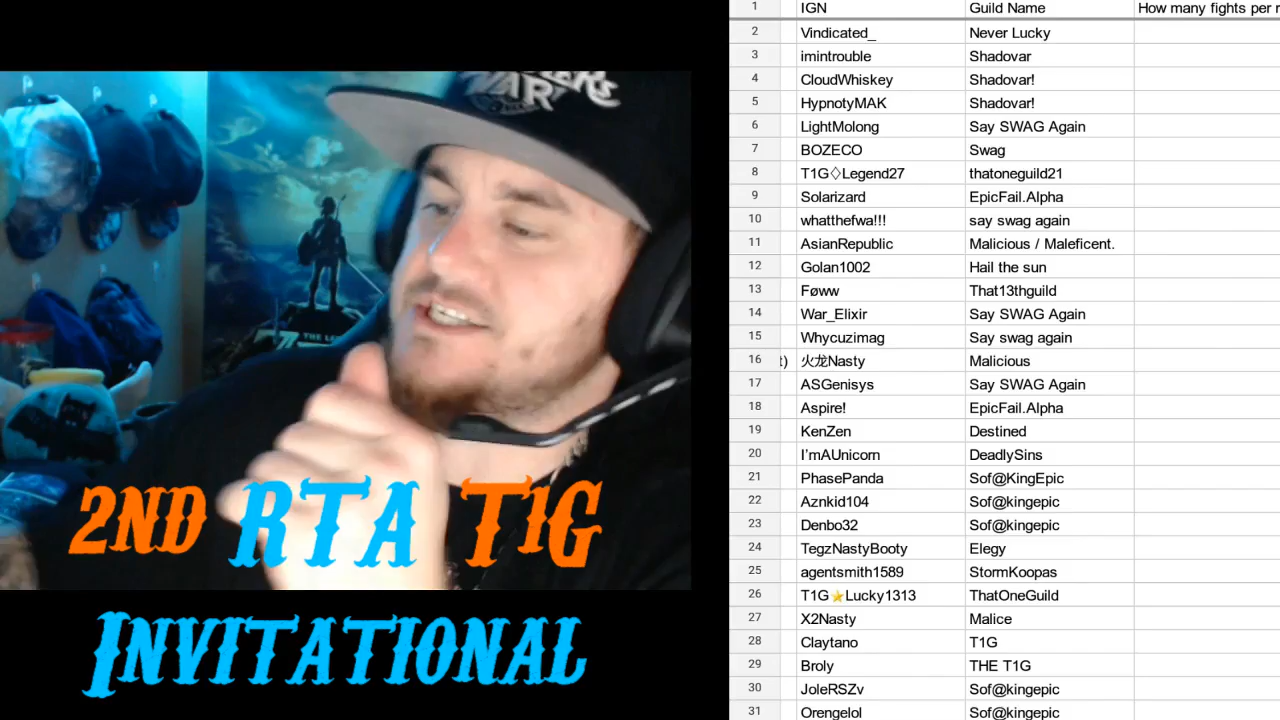 WAR
THE LE
2ND RTA T1G
INVITATIONAL
1 IGN Guild Name How many fights per r
2 Vindicated_ Never Lucky
3 imintrouble Shadovar
4 CloudWhiskey Shadovar!
5 HypnotyMAK Shadovar!
6 LightMolong Say SWAG Again
7 BOZECO Swag
8 T1G♢Legend27 thatoneguild21
9 Solarizard EpicFail.Alpha
10 whatthefwa!!! say swag again
11 AsianRepublic Malicious / Maleficent.
12 Golan1002 Hail the sun
13 Føww That13thguild
14 War_Elixir Say SWAG Again
15 Whycuzimag Say swag again
16 t) 火龙Nasty Malicious
17 ASGenisys Say SWAG Again
18 Aspire! EpicFail.Alpha
19 KenZen Destined
20 I'mAUnicorn DeadlySins
21 PhasePanda Sof@KingEpic
22 Aznkid104 Sof@kingepic
23 Denbo32 Sof@kingepic
24 TegzNastyBooty Elegy
25 agentsmith1589 StormKoopas
26 T1G⭐Lucky1313 ThatOneGuild
27 X2Nasty Malice
28 Claytano T1G
29 Broly THE T1G
30 JoleRSZv Sof@kingepic
31 Orengelol Sof@kingepic